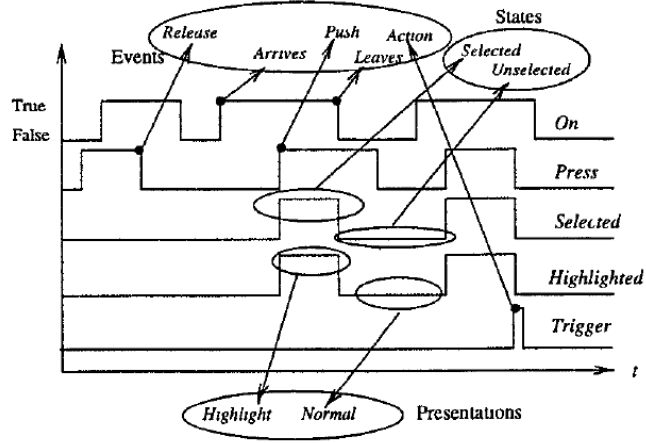 States
Release
Push
Action
Events
Arrives
Leaves
Selected
Unselected
True
False
On
Press
Selected
Highlighted
Trigger
t
Highlight
Normal
Presentations